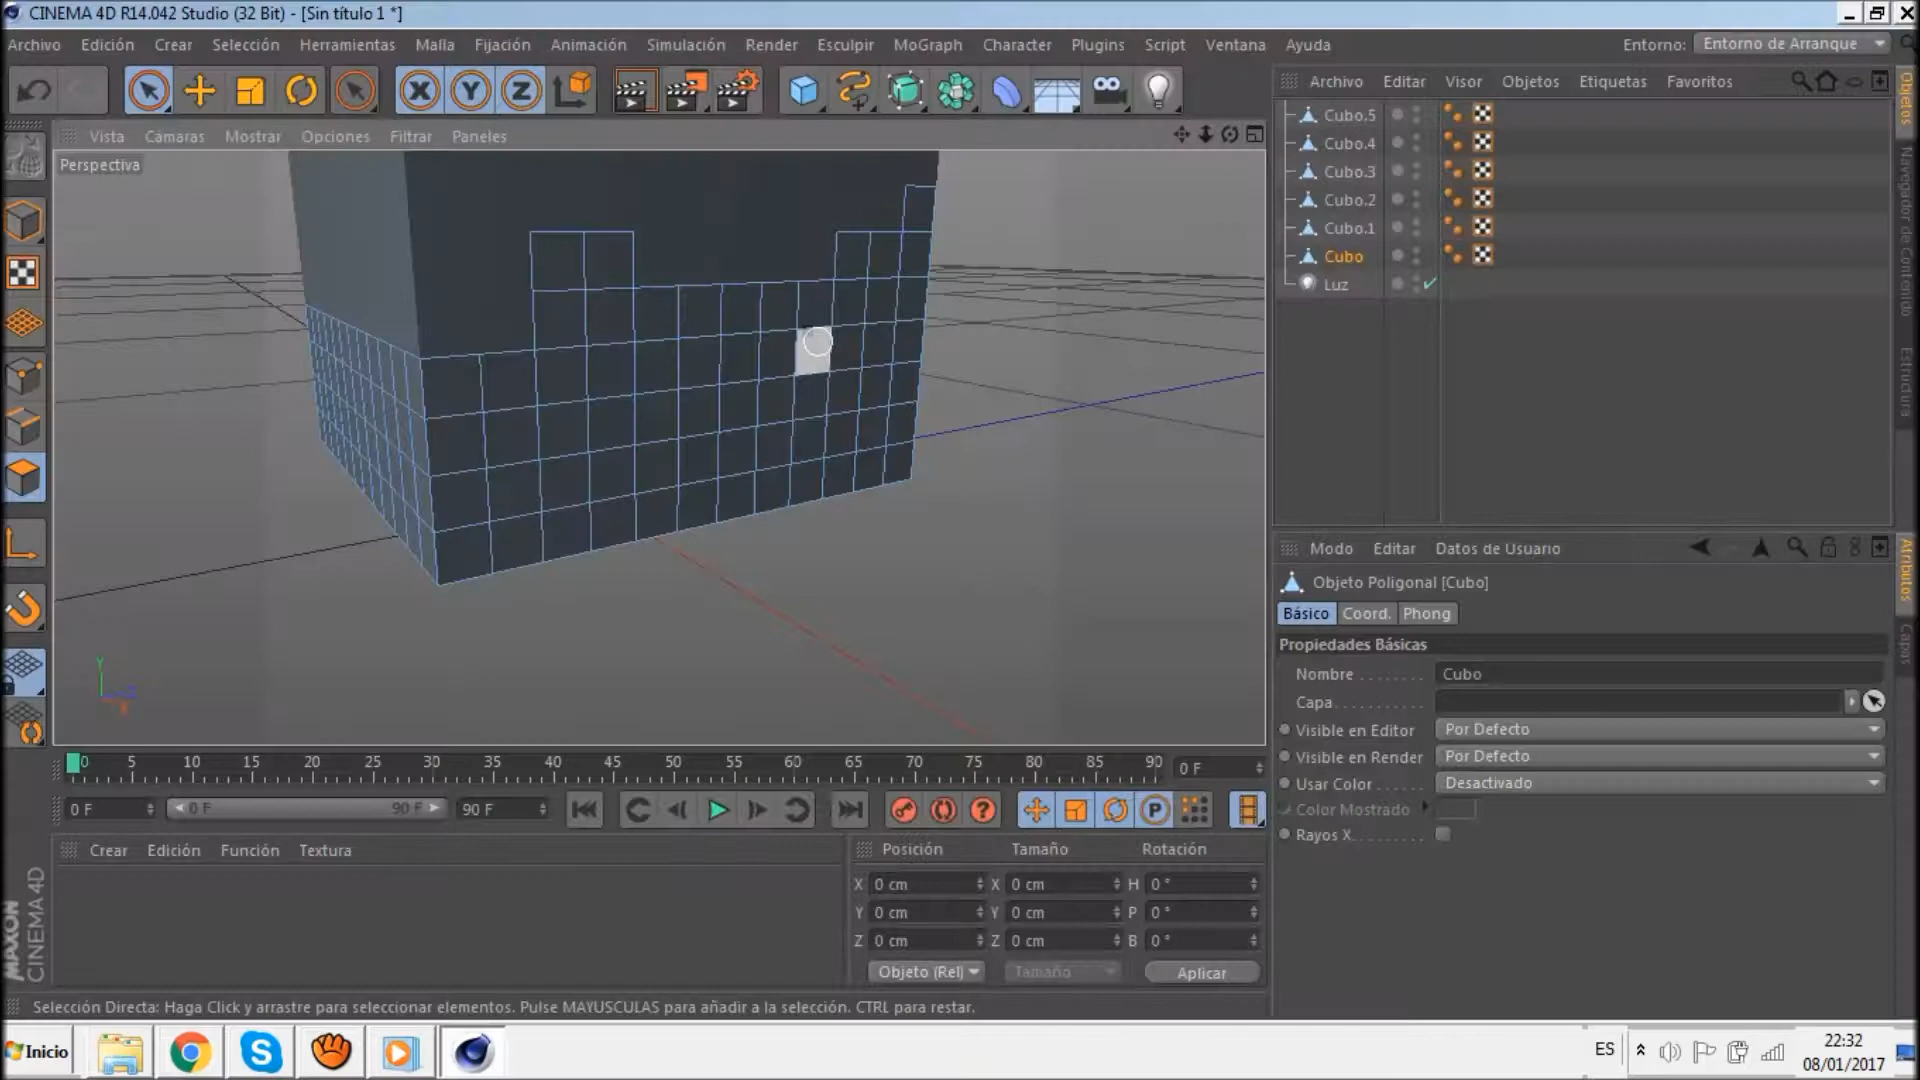 CINEMA 4D R14.042 Studio (32 Bit) - [Sin título 1 *]
Archivo Edición Crear Selección Herramientas Malla Fijación Animación Simulación Render Esculpir MoGraph Character Plugins Script Ventana Ayuda Entorno: Entorno de Arranque
X Y Z
Archivo Editar Visor Objetos Etiquetas Favoritos
Vista Cámaras Mostrar Opciones Filtrar Paneles
Perspectiva
Cubo.5
Cubo.4
Cubo.3
Cubo.2
Cubo.1
Cubo
Luz
Objetos
Navegador de Contenido
Estructura
Modo Editar Datos de Usuario
Objeto Poligonal [Cubo]
Básico Coord. Phong
Propiedades Básicas
Nombre . . . . . . . . Cubo
Capa. . . . . . . . . . .
Visible en Editor Por Defecto
Visible en Render Por Defecto
Usar Color . . . . . . . Desactivado
Color Mostrado
Rayos X. . . . . . . . .
Atributos
Capas
Y
Z
X
0 5 10 15 20 25 30 35 40 45 50 55 60 65 70 75 80 85 90 0 F
0 F 0 F 90 F 90 F ? P
Crear Edición Función Textura
Posición Tamaño Rotación
X 0 cm X 0 cm H 0 °
Y 0 cm Y 0 cm P 0 °
Z 0 cm Z 0 cm B 0 °
Objeto (Rel) Tamaño Aplicar
MAXON
CINEMA 4D
Selección Directa: Haga Click y arrastre para seleccionar elementos. Pulse MAYUSCULAS para añadir a la selección. CTRL para restar.
Inicio
S
ES
22:32
08/01/2017